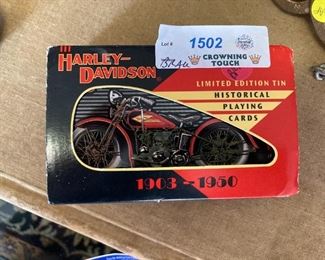 Lot #
1502
CROWNING
TOUCH
HARLEY-
DAVIDSON
LIMITED EDITION TIN
HISTORICAL
PLAYING
CARDS
1903 – 1950